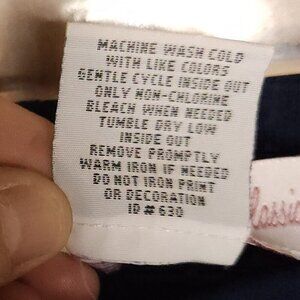 MACHINE WASH COLD
WITH LIKE COLORS
GENTLE CYCLE INSIDE OUT
ONLY NON-CHLORINE
BLEACH WHEN NEEDED
TUMBLE DRY LOW
INSIDE OUT
REMOVE PROMPTLY
WARM IRON IF NEEDED
DO NOT IRON PRINT
OR DECORATION
ID # 630